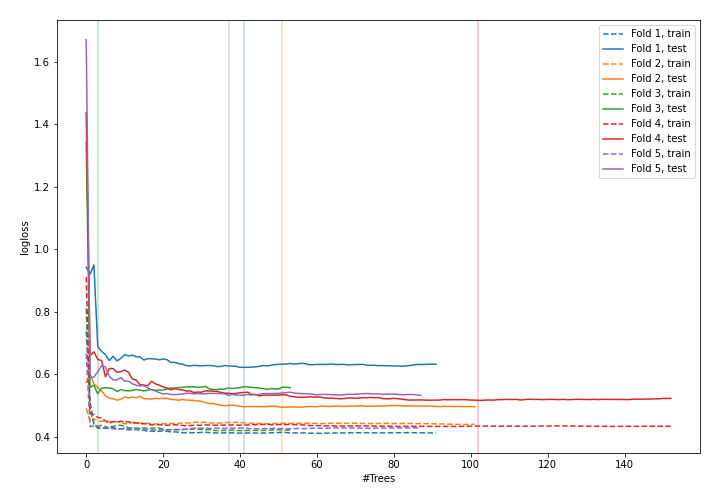 Fold 1, train
Fold 1, test
Fold 2, train
Fold 2, test
Fold 3, train
Fold 3, test
Fold 4, train
Fold 4, test
Fold 5, train
Fold 5, test
logloss
1.6
1.4
1.2
1.0
0.8
0.6
0.4
0 20 40 60 80 100 120 140
#Trees